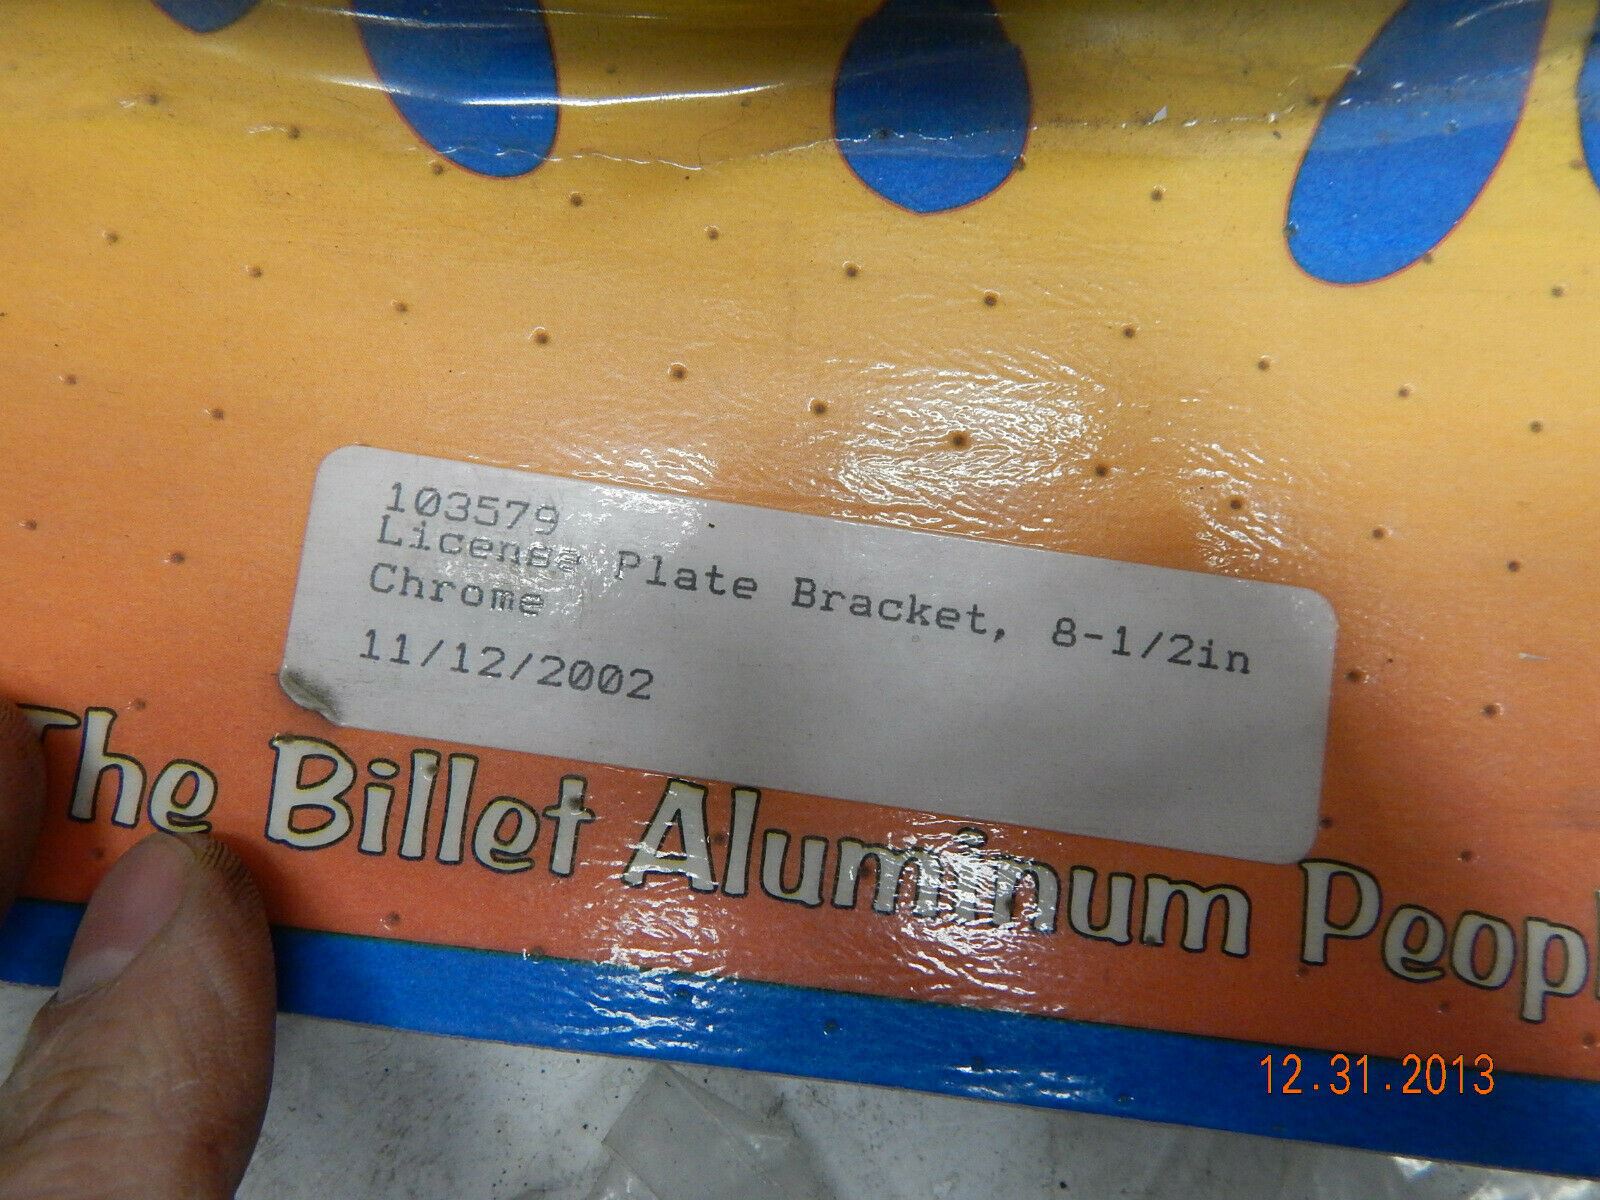 103579
License Plate Bracket, 8-1/2in
Chrome
11/12/2002
The Billet Aluminum Peopl
12.31.2013